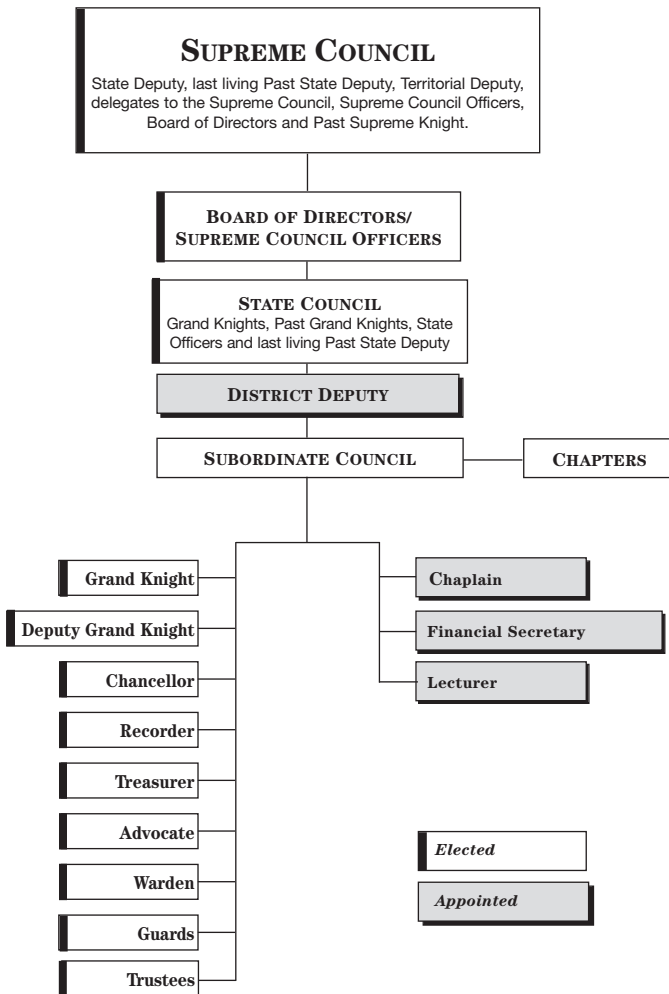 SUPREME COUNCIL
State Deputy, last living Past State Deputy, Territorial Deputy,
delegates to the Supreme Council, Supreme Council Officers,
Board of Directors and Past Supreme Knight.
BOARD OF DIRECTORS/
SUPREME COUNCIL OFFICERS
STATE COUNCIL
Grand Knights, Past Grand Knights, State
Officers and last living Past State Deputy
DISTRICT DEPUTY
SUBORDINATE COUNCIL
CHAPTERS
Grand Knight
Deputy Grand Knight
Chancellor
Recorder
Treasurer
Advocate
Warden
Guards
Trustees
Chaplain
Financial Secretary
Lecturer
Elected
Appointed